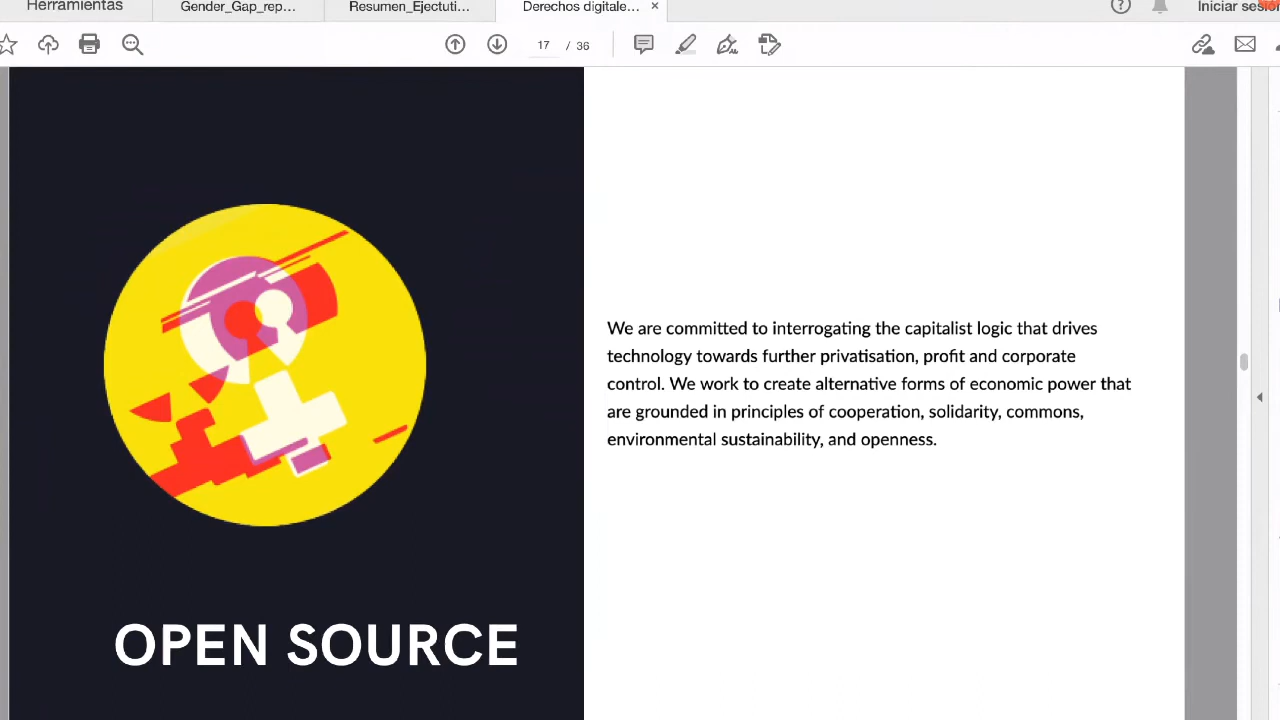 Herramientas
Gender_Gap_rep...
Resumen_Ejectuti...
Derechos digitale...
Iniciar sesión
17 / 36
We are committed to interrogating the capitalist logic that drives
technology towards further privatisation, profit and corporate
control. We work to create alternative forms of economic power that
are grounded in principles of cooperation, solidarity, commons,
environmental sustainability, and openness.
OPEN SOURCE